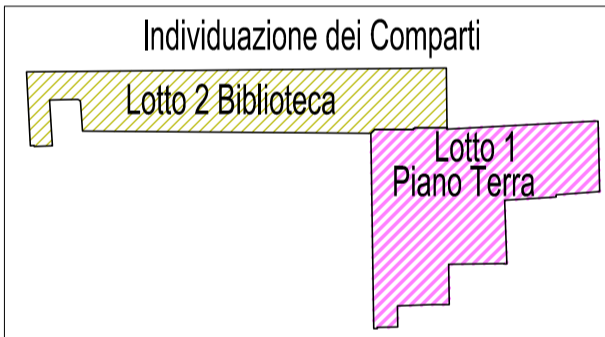 Individuazione dei Comparti
Lotto 2 Biblioteca
Lotto 1
Piano Terra